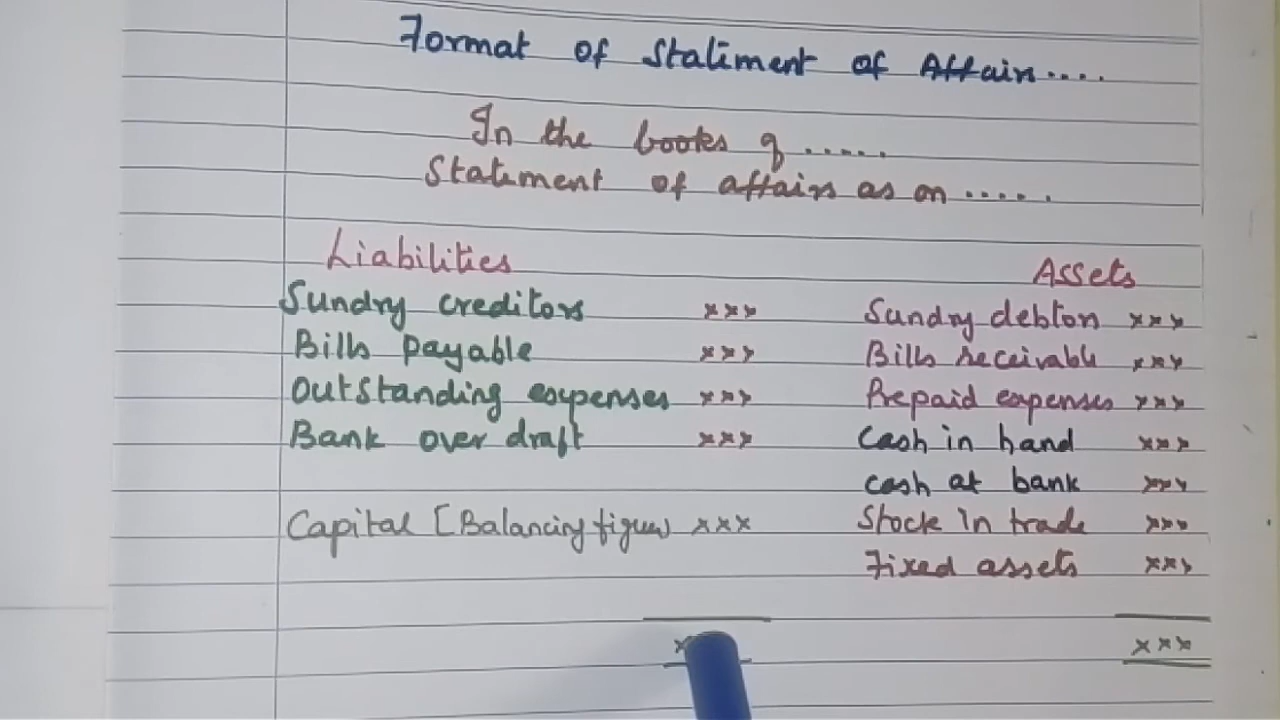 Format of Statement of Affairs....
In the books of .....
Statement of affairs as on .....
Liabilities Assets
Sundry creditors xxx Sundry debtors xxx
Bills payable xxx Bills receivable xxx
Outstanding expenses xxx Prepaid expenses xxx
Bank over draft xxx Cash in hand xxx
cash at bank xxx
Capital [Balancing figure) xxx Stock in trade xxx
Fixed assets xxx
x xxx